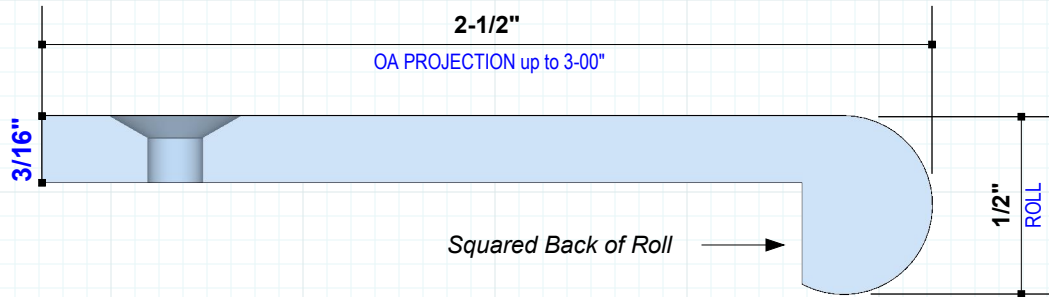 2-1/2"
OA PROJECTION up to 3-00"
3/16"
1/2"
ROLL
Squared Back of Roll